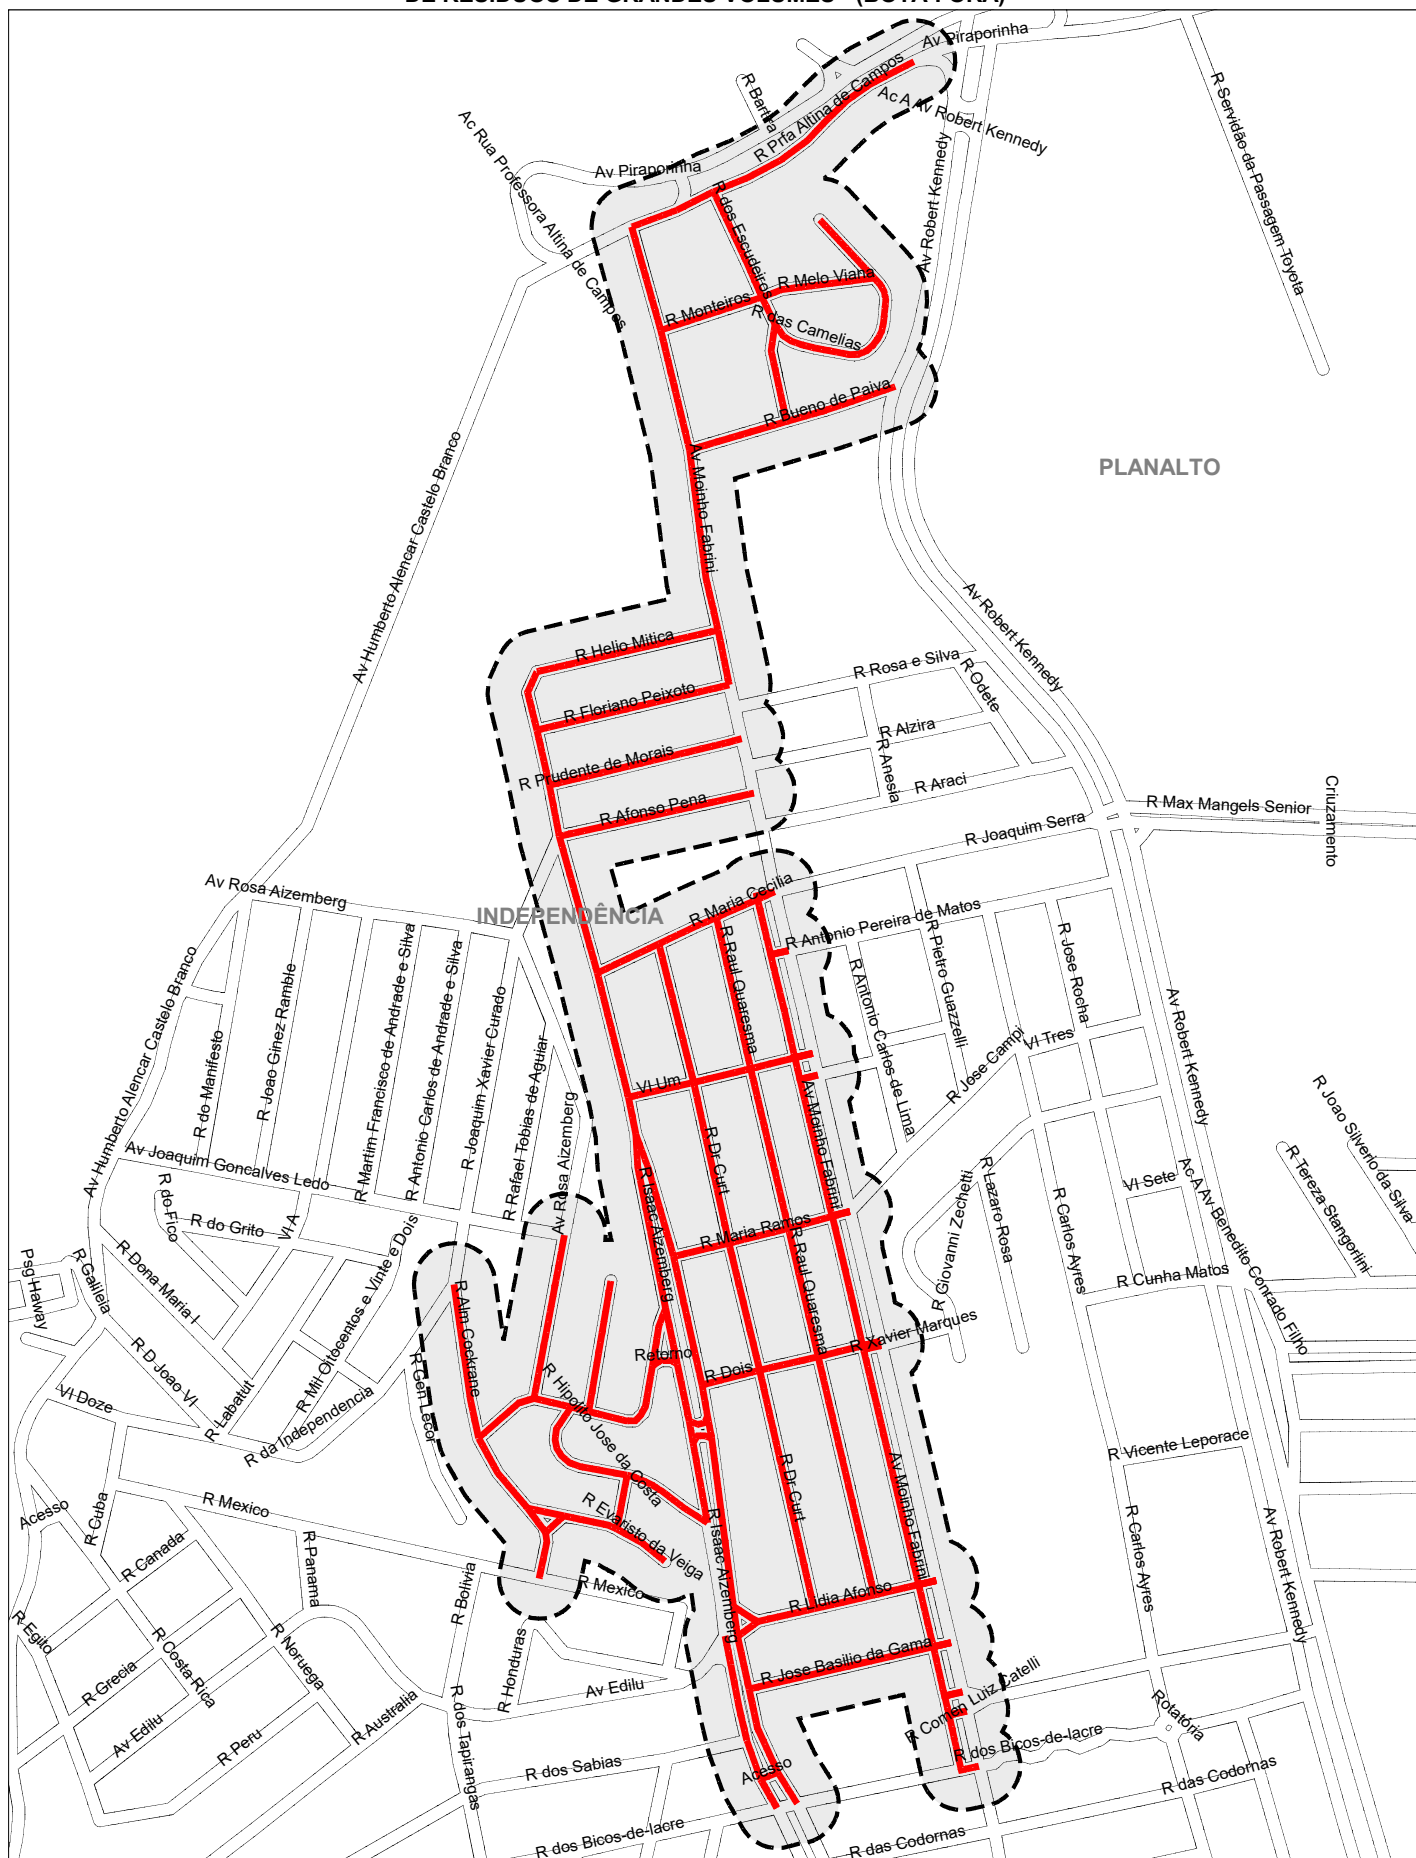 Av Piraporinha
R Bartira
R Prfa Altina de Campos
Ac A Av Robert Kennedy
R Servidão da Passagem Toyota
Ac Rua Professora Altina de Campos
Av Piraporinha
Av Robert Kennedy
R dos Escudeiros
R Melo Viana
R Monteiros
R das Camelias
R Bueno de Paiva
Av Humberto Alencar Castelo Branco
Av Moinho Fabrini
PLANALTO
Av Robert Kennedy
R Helio Mitica
R Rosa e Silva
R Odete
R Floriano Peixoto
R Alzira
R Prudente de Morais
R Anesia
R Araci
R Afonso Pena
R Max Mangels Senior
Criuzamento
R Joaquim Serra
Av Rosa Aizemberg
INDEPENDÊNCIA
R Maria Cecilia
R Antonio Pereira de Matos
R Raul Quaresma
R Pietro Guazzelli
R Jose Rocha
R Antonio Carlos de Lima
Av Humberto Alencar Castelo Branco
R do Manifesto
R Joao Ginez Ramble
R Martim Francisco de Andrade e Silva
R Antonio Carlos de Andrade e Silva
R Joaquim Xavier Curado
R Rafael Tobias de Aguiar
Av Rosa Aizemberg
Vl Um
Vl Tres
R Jose Campi
Av Robert Kennedy
Av Moinho Fabrini
R Joao Silverio da Silva
R Tereza Stangorlini
Av Joaquim Goncalves Ledo
R do Fico
R do Grito
Vl A
R Dr Curt
R Isaac Aizemberg
R Maria Ramos
R Raul Quaresma
R Giovanni Zechetti
R Lazaro Rosa
R Carlos Ayres
Vl Sete
Ac A Av Benedito Conrado Filho
R Cunha Matos
Psg Haway
R Galileia
R Dona Maria I
R Mil Oitocentos e Vinte e Dois
R Alm Cockrane
R D Joao VI
R Labatut
R da Independencia
R Gen Lecor
Vl Doze
Retorno
R Dois
R Xavier Marques
R Hipolito Jose da Costa
R Vicente Leporace
R Dr Curt
Av Moinho Fabrini
Acesso
R Cuba
R Mexico
R Canada
R Panama
R Evaristo da Veiga
R Isaac Aizemberg
R Carlos Ayres
Av Robert Kennedy
R Bolivia
R Mexico
R Lidia Afonso
R Egito
R Grecia
R Costa Rica
R Noruega
R Honduras
R Jose Basilio da Gama
R Comen Luiz Catelli
Av Edilu
Av Edilu
R Peru
R Australia
R dos Tapirangas
Rotatória
R dos Sabias
Acesso
R dos Bicos-de-lacre
R das Codornas
R dos Bicos-de-lacre
R das Codornas